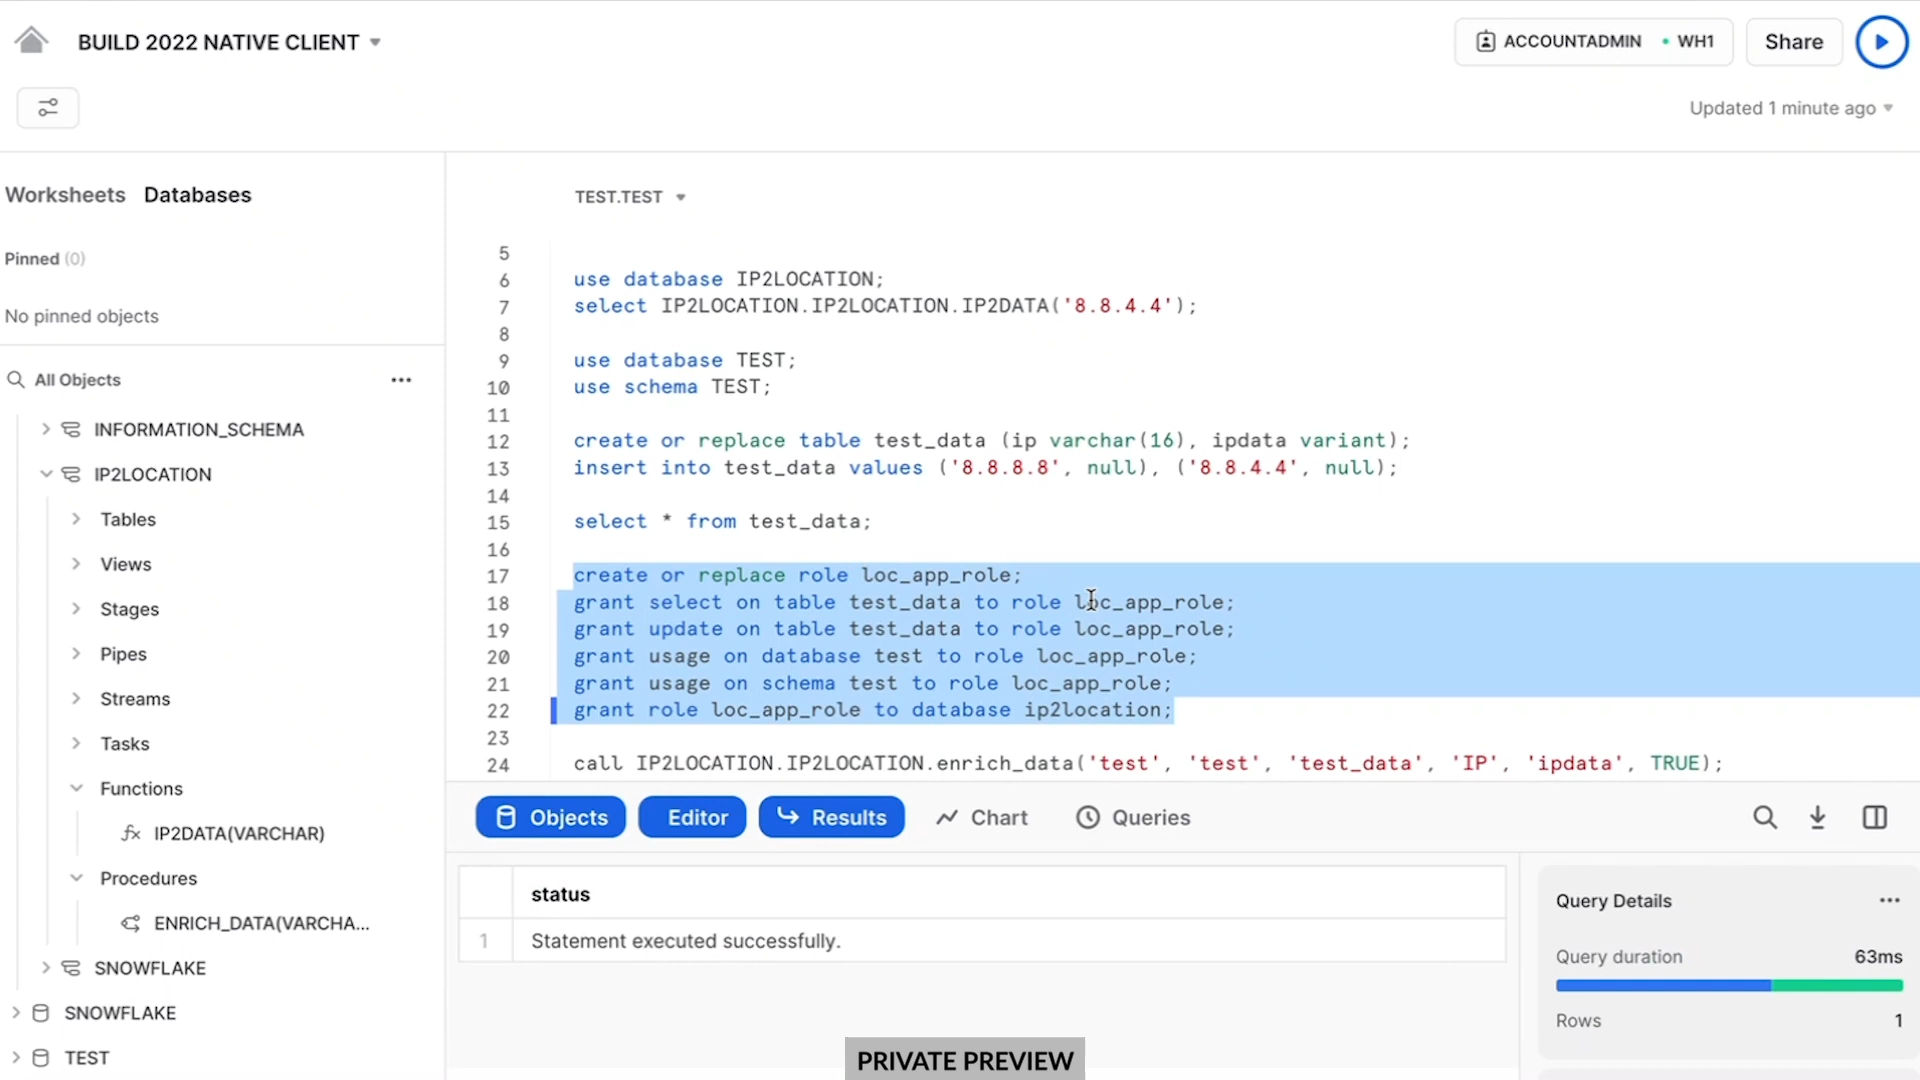 BUILD 2022 NATIVE CLIENT
ACCOUNTADMIN
WH1
Share
Updated 1 minute ago
Worksheets
Databases
Pinned (0)
No pinned objects
All Objects
INFORMATION_SCHEMA
IP2LOCATION
Tables
Views
Stages
Pipes
Streams
Tasks
Functions
fx IP2DATA(VARCHAR)
Procedures
ENRICH_DATA(VARCHA...
SNOWFLAKE
SNOWFLAKE
TEST
TEST.TEST
5
6 use database IP2LOCATION;
7 select IP2LOCATION.IP2LOCATION.IP2DATA('8.8.4.4');
8
9 use database TEST;
10 use schema TEST;
11
12 create or replace table test_data (ip varchar(16), ipdata variant);
13 insert into test_data values ('8.8.8.8', null), ('8.8.4.4', null);
14
15 select * from test_data;
16
17 create or replace role loc_app_role;
18 grant select on table test_data to role loc_app_role;
19 grant update on table test_data to role loc_app_role;
20 grant usage on database test to role loc_app_role;
21 grant usage on schema test to role loc_app_role;
22 grant role loc_app_role to database ip2location;
23
24 call IP2LOCATION.IP2LOCATION.enrich_data('test', 'test', 'test_data', 'IP', 'ipdata', TRUE);
Objects
Editor
Results
Chart
Queries
status
1 Statement executed successfully.
Query Details
Query duration 63ms
Rows 1
PRIVATE PREVIEW